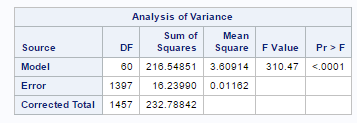 Analysis of Variance
Source DF Sum of Squares Mean Square F Value Pr > F
Model 60 216.54851 3.60914 310.47 <.0001
Error 1397 16.23990 0.01162
Corrected Total 1457 232.78842